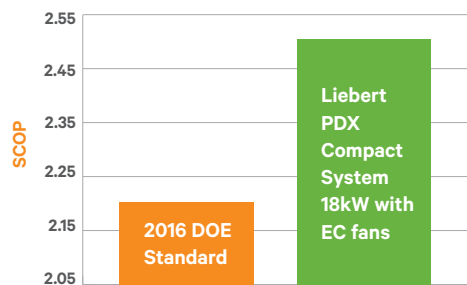 2.55
2.45
2.35
2.25
2.15
2.05
SCOP
2016 DOE
Standard
Liebert
PDX
Compact
System
18kW with
EC fans